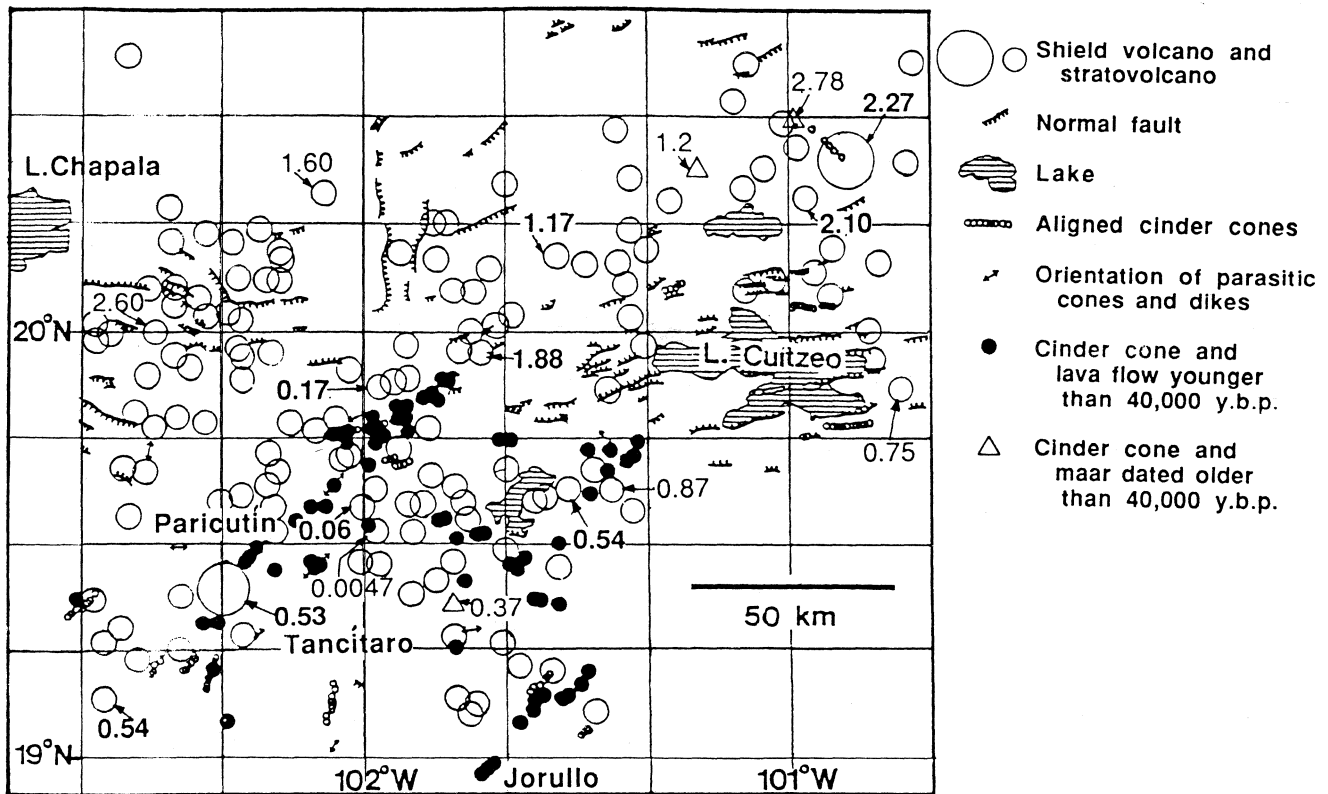 2.78
2.27
1.2
L.Chapala
1.60
2.10
1.17
2.60
20°N
1.88
L. Cuitzeo
0.17
0.75
0.87
Paricutín
0.06
0.54
0.0047
0.37
50 km
0.53
Tancítaro
0.54
19°N
102°W
Jorullo
101°W
Shield volcano and
stratovolcano
Normal fault
Lake
Aligned cinder cones
Orientation of parasitic
cones and dikes
Cinder cone and
lava flow younger
than 40,000 y.b.p.
Cinder cone and
maar dated older
than 40,000 y.b.p.